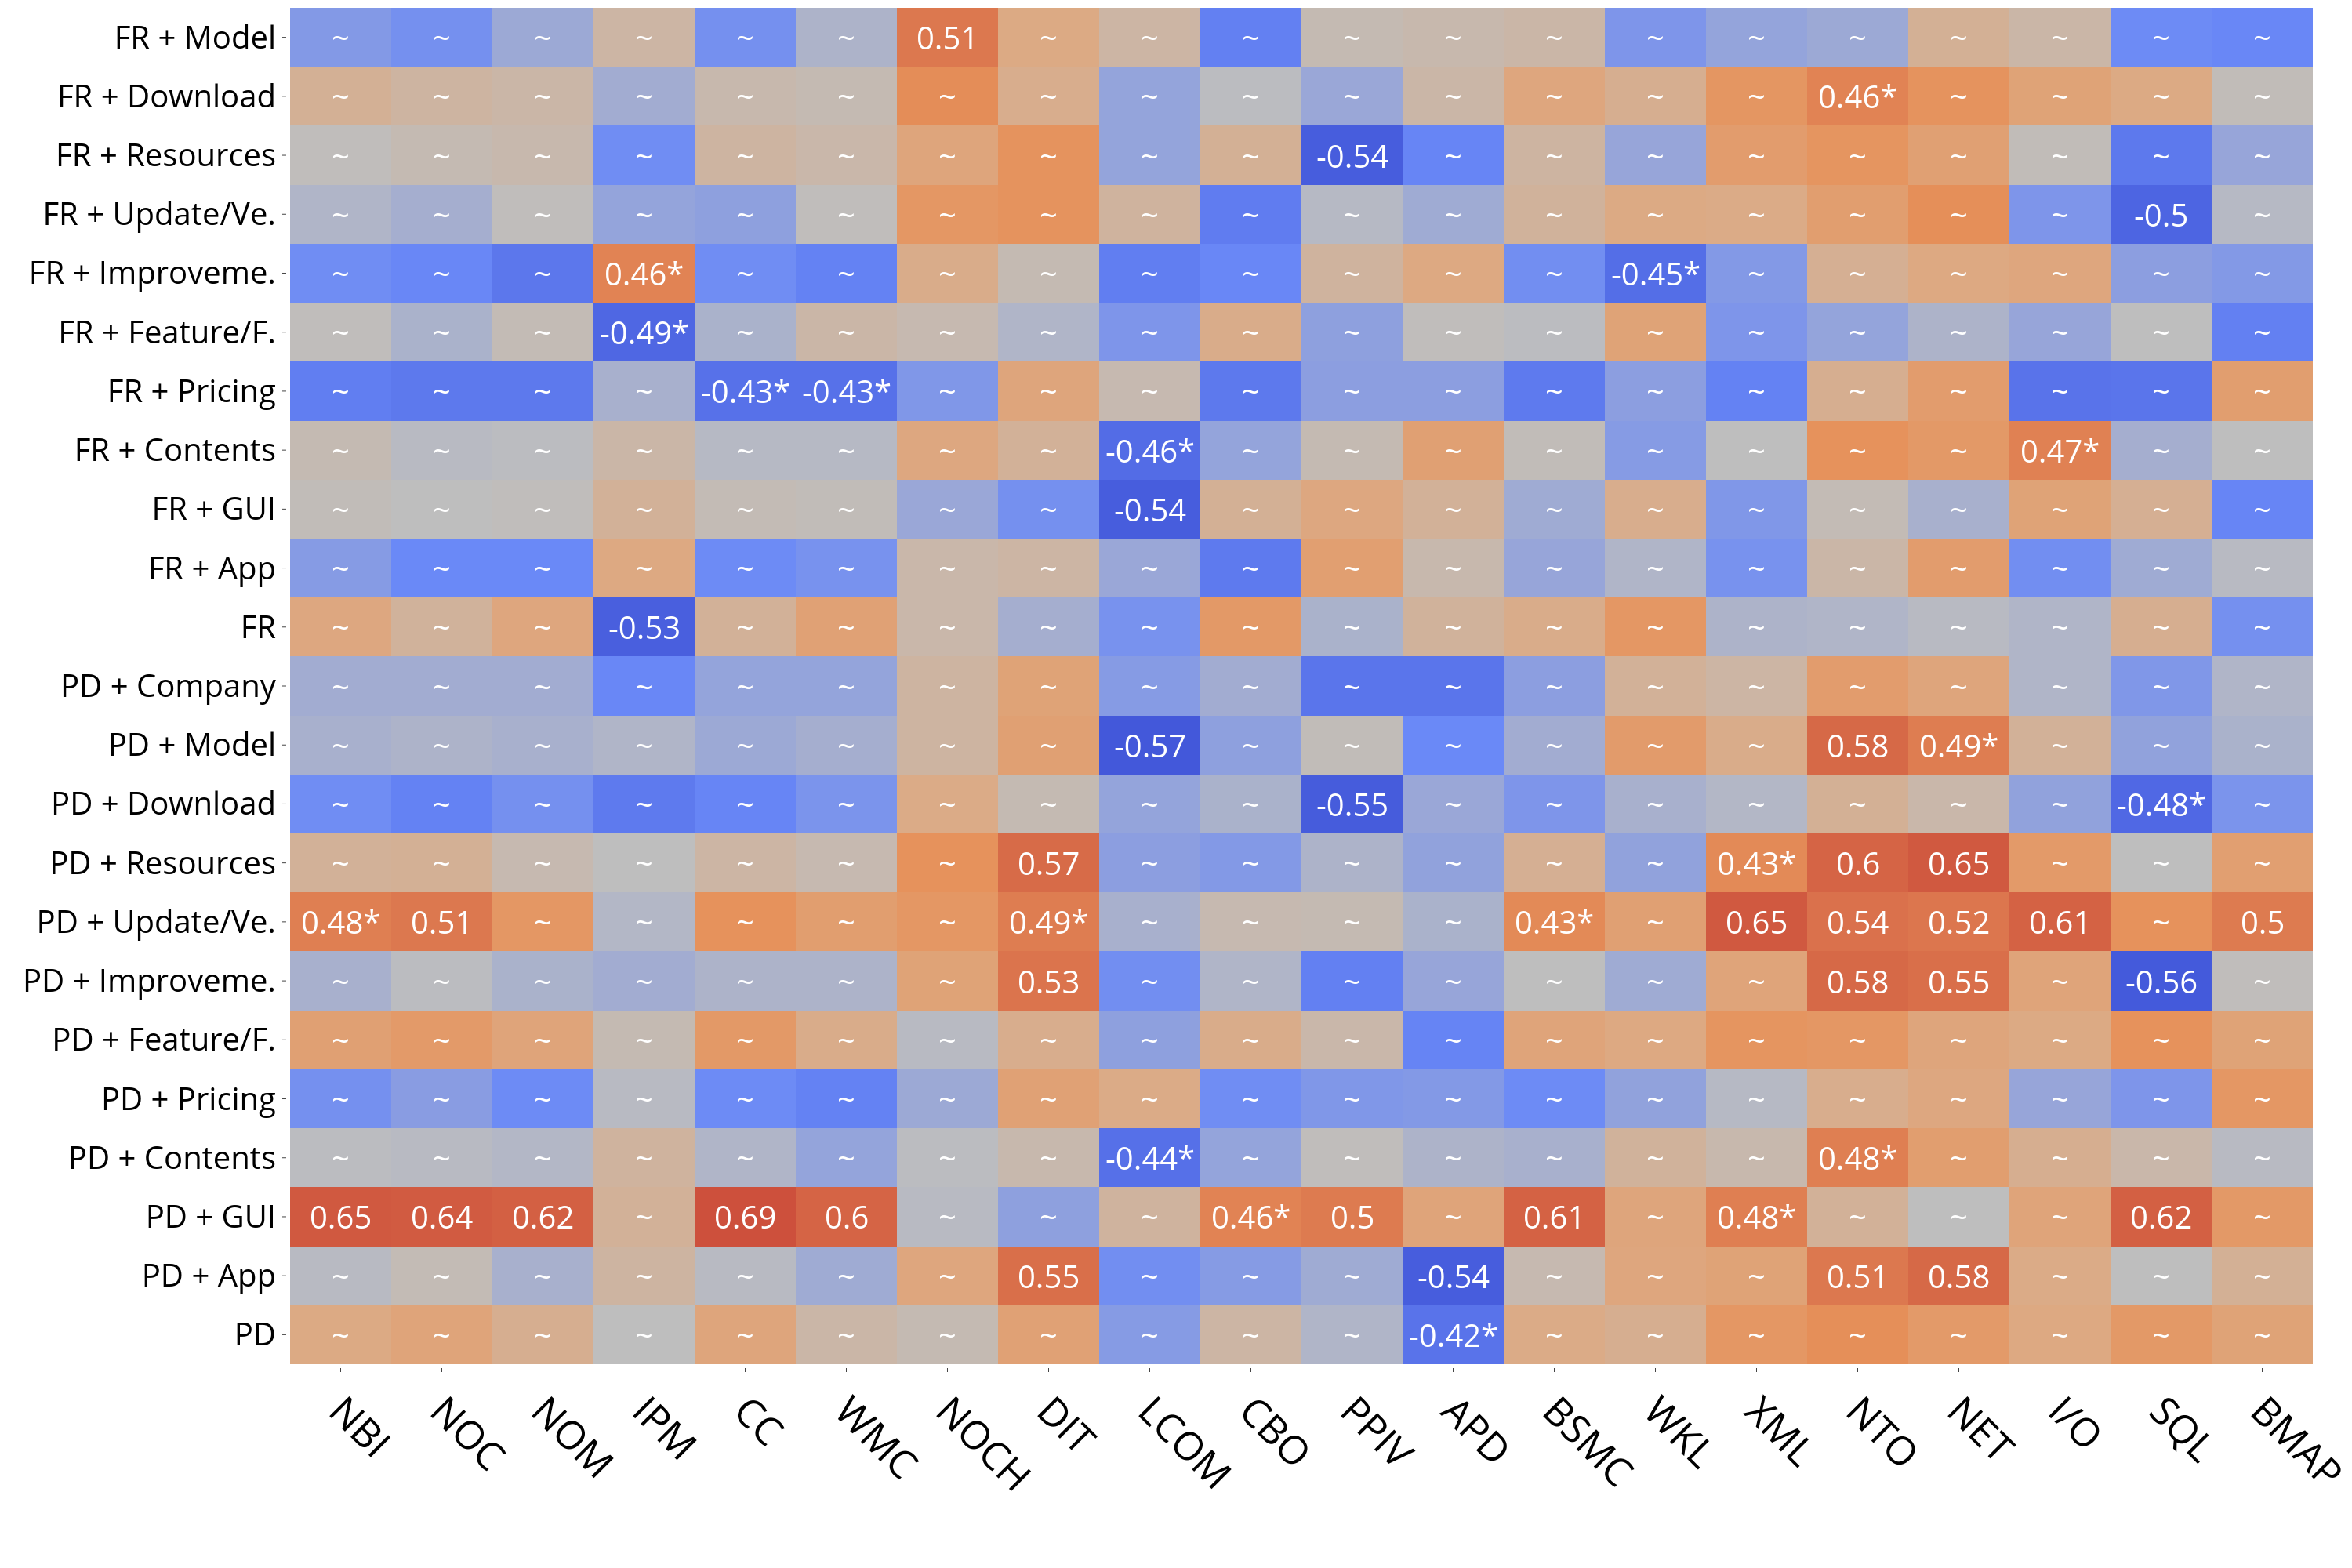 FR + Model ~ ~ ~ ~ ~ ~ 0.51 ~ ~ ~ ~ ~ ~ ~ ~ ~ ~ ~ ~ ~
FR + Download ~ ~ ~ ~ ~ ~ ~ ~ ~ ~ ~ ~ ~ ~ ~ 0.46* ~ ~ ~ ~
FR + Resources ~ ~ ~ ~ ~ ~ ~ ~ ~ ~ -0.54 ~ ~ ~ ~ ~ ~ ~ ~ ~
FR + Update/Ve. ~ ~ ~ ~ ~ ~ ~ ~ ~ ~ ~ ~ ~ ~ ~ ~ ~ ~ -0.5 ~
FR + Improveme. ~ ~ ~ 0.46* ~ ~ ~ ~ ~ ~ ~ ~ ~ -0.45* ~ ~ ~ ~ ~ ~
FR + Feature/F. ~ ~ ~ -0.49* ~ ~ ~ ~ ~ ~ ~ ~ ~ ~ ~ ~ ~ ~ ~ ~
FR + Pricing ~ ~ ~ ~ -0.43* -0.43* ~ ~ ~ ~ ~ ~ ~ ~ ~ ~ ~ ~ ~ ~
FR + Contents ~ ~ ~ ~ ~ ~ ~ ~ -0.46* ~ ~ ~ ~ ~ ~ ~ ~ 0.47* ~ ~
FR + GUI ~ ~ ~ ~ ~ ~ ~ ~ -0.54 ~ ~ ~ ~ ~ ~ ~ ~ ~ ~ ~
FR + App ~ ~ ~ ~ ~ ~ ~ ~ ~ ~ ~ ~ ~ ~ ~ ~ ~ ~ ~ ~
FR ~ ~ ~ -0.53 ~ ~ ~ ~ ~ ~ ~ ~ ~ ~ ~ ~ ~ ~ ~ ~
PD + Company ~ ~ ~ ~ ~ ~ ~ ~ ~ ~ ~ ~ ~ ~ ~ ~ ~ ~ ~ ~
PD + Model ~ ~ ~ ~ ~ ~ ~ ~ -0.57 ~ ~ ~ ~ ~ ~ 0.58 0.49* ~ ~ ~
PD + Download ~ ~ ~ ~ ~ ~ ~ ~ ~ ~ -0.55 ~ ~ ~ ~ ~ ~ ~ -0.48* ~
PD + Resources ~ ~ ~ ~ ~ ~ ~ 0.57 ~ ~ ~ ~ ~ ~ 0.43* 0.6 0.65 ~ ~ ~
PD + Update/Ve. 0.48* 0.51 ~ ~ ~ ~ ~ 0.49* ~ ~ ~ ~ 0.43* ~ 0.65 0.54 0.52 0.61 ~ 0.5
PD + Improveme. ~ ~ ~ ~ ~ ~ ~ 0.53 ~ ~ ~ ~ ~ ~ ~ 0.58 0.55 ~ -0.56 ~
PD + Feature/F. ~ ~ ~ ~ ~ ~ ~ ~ ~ ~ ~ ~ ~ ~ ~ ~ ~ ~ ~ ~
PD + Pricing ~ ~ ~ ~ ~ ~ ~ ~ ~ ~ ~ ~ ~ ~ ~ ~ ~ ~ ~ ~
PD + Contents ~ ~ ~ ~ ~ ~ ~ ~ -0.44* ~ ~ ~ ~ ~ ~ 0.48* ~ ~ ~ ~
PD + GUI 0.65 0.64 0.62 ~ 0.69 0.6 ~ ~ ~ 0.46* 0.5 ~ 0.61 ~ 0.48* ~ ~ ~ 0.62 ~
PD + App ~ ~ ~ ~ ~ ~ ~ 0.55 ~ ~ ~ -0.54 ~ ~ ~ 0.51 0.58 ~ ~ ~
PD ~ ~ ~ ~ ~ ~ ~ ~ ~ ~ ~ -0.42* ~ ~ ~ ~ ~ ~ ~ ~
NBI NOC NOM IPM CC WMC NOCH DIT LCOM CBO PPIV APD BSMC WKL XML NTO NET I/O SQL BMAP